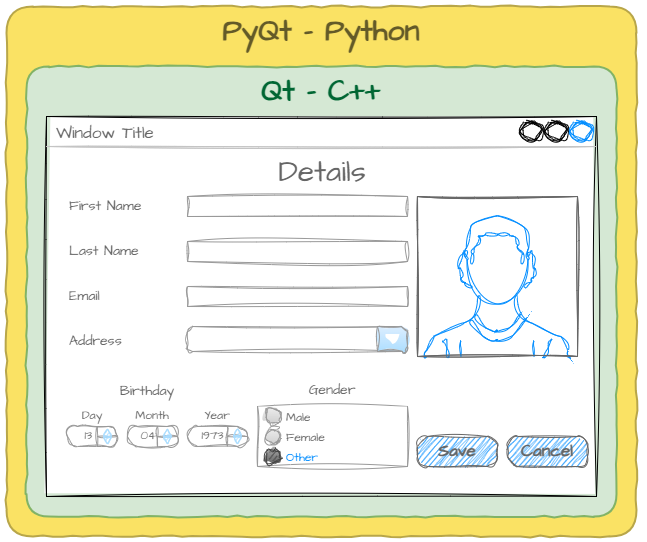 PyQt - Python
Qt - C++
Window Title
Details
First Name
Last Name
Email
Address
Birthday
Gender
Day Month Year
13 04 1973
Male
Female
Other
Save Cancel